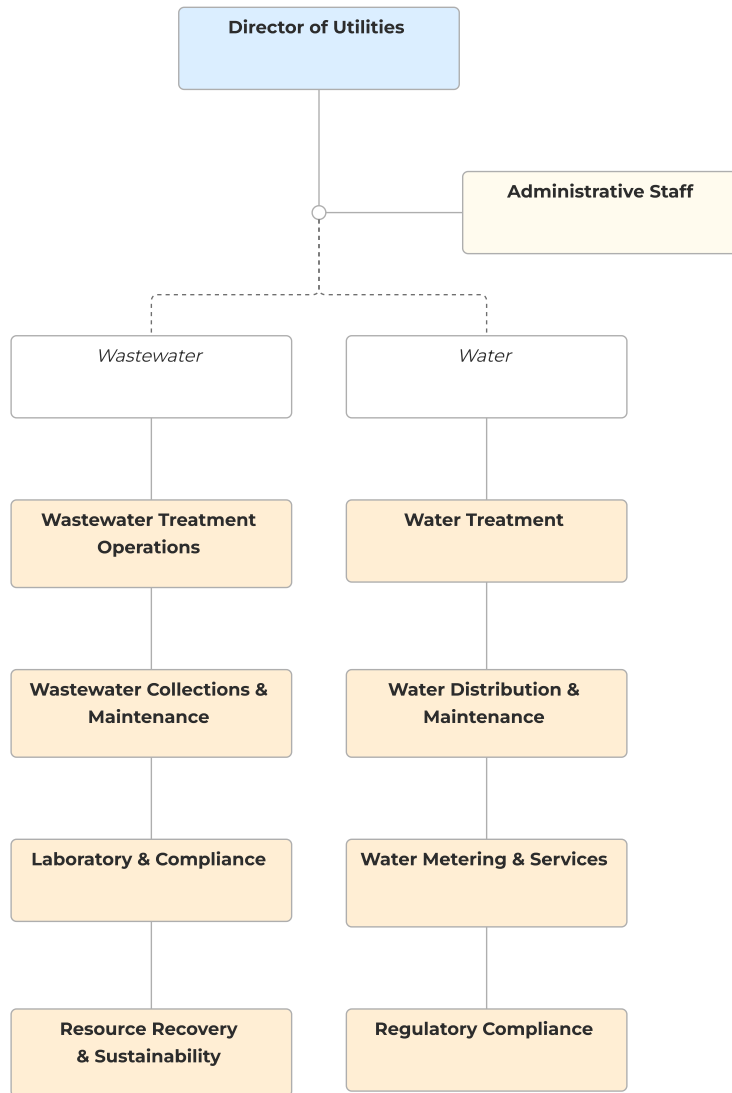 Director of Utilities
Administrative Staff
Wastewater
Water
Wastewater Treatment
Operations
Water Treatment
Wastewater Collections &
Maintenance
Water Distribution &
Maintenance
Laboratory & Compliance
Water Metering & Services
Resource Recovery
& Sustainability
Regulatory Compliance